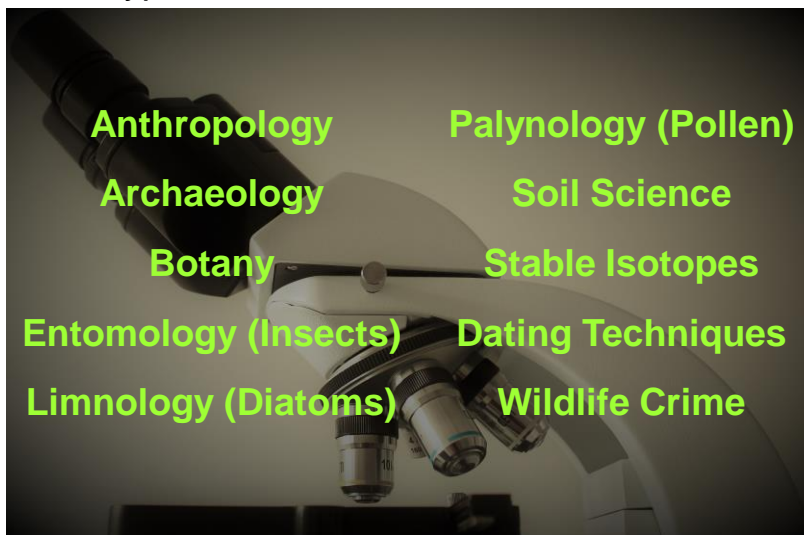 Anthropology
Archaeology
Botany
Entomology (Insects)
Limnology (Diatoms)
Palynology (Pollen)
Soil Science
Stable Isotopes
Dating Techniques
Wildlife Crime